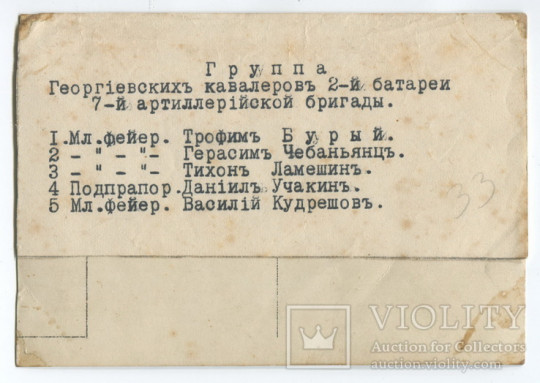 Группа
Георгіевскихъ кавалеровъ 2-й батареи
7-й артиллерійской бригады.
I.Мл.фейер. Трофимъ Бурый.
2 – " – "– Герасимъ Чебаньянцъ.
3 – " – "– Тихонъ Ламешинъ.
4 Подпрапор.Даніилъ Учакинъ.
5 Мл.фейер. Василій Кудрешовъ.
33
VIOLITY
Auction for Collectors
auction.violity.com